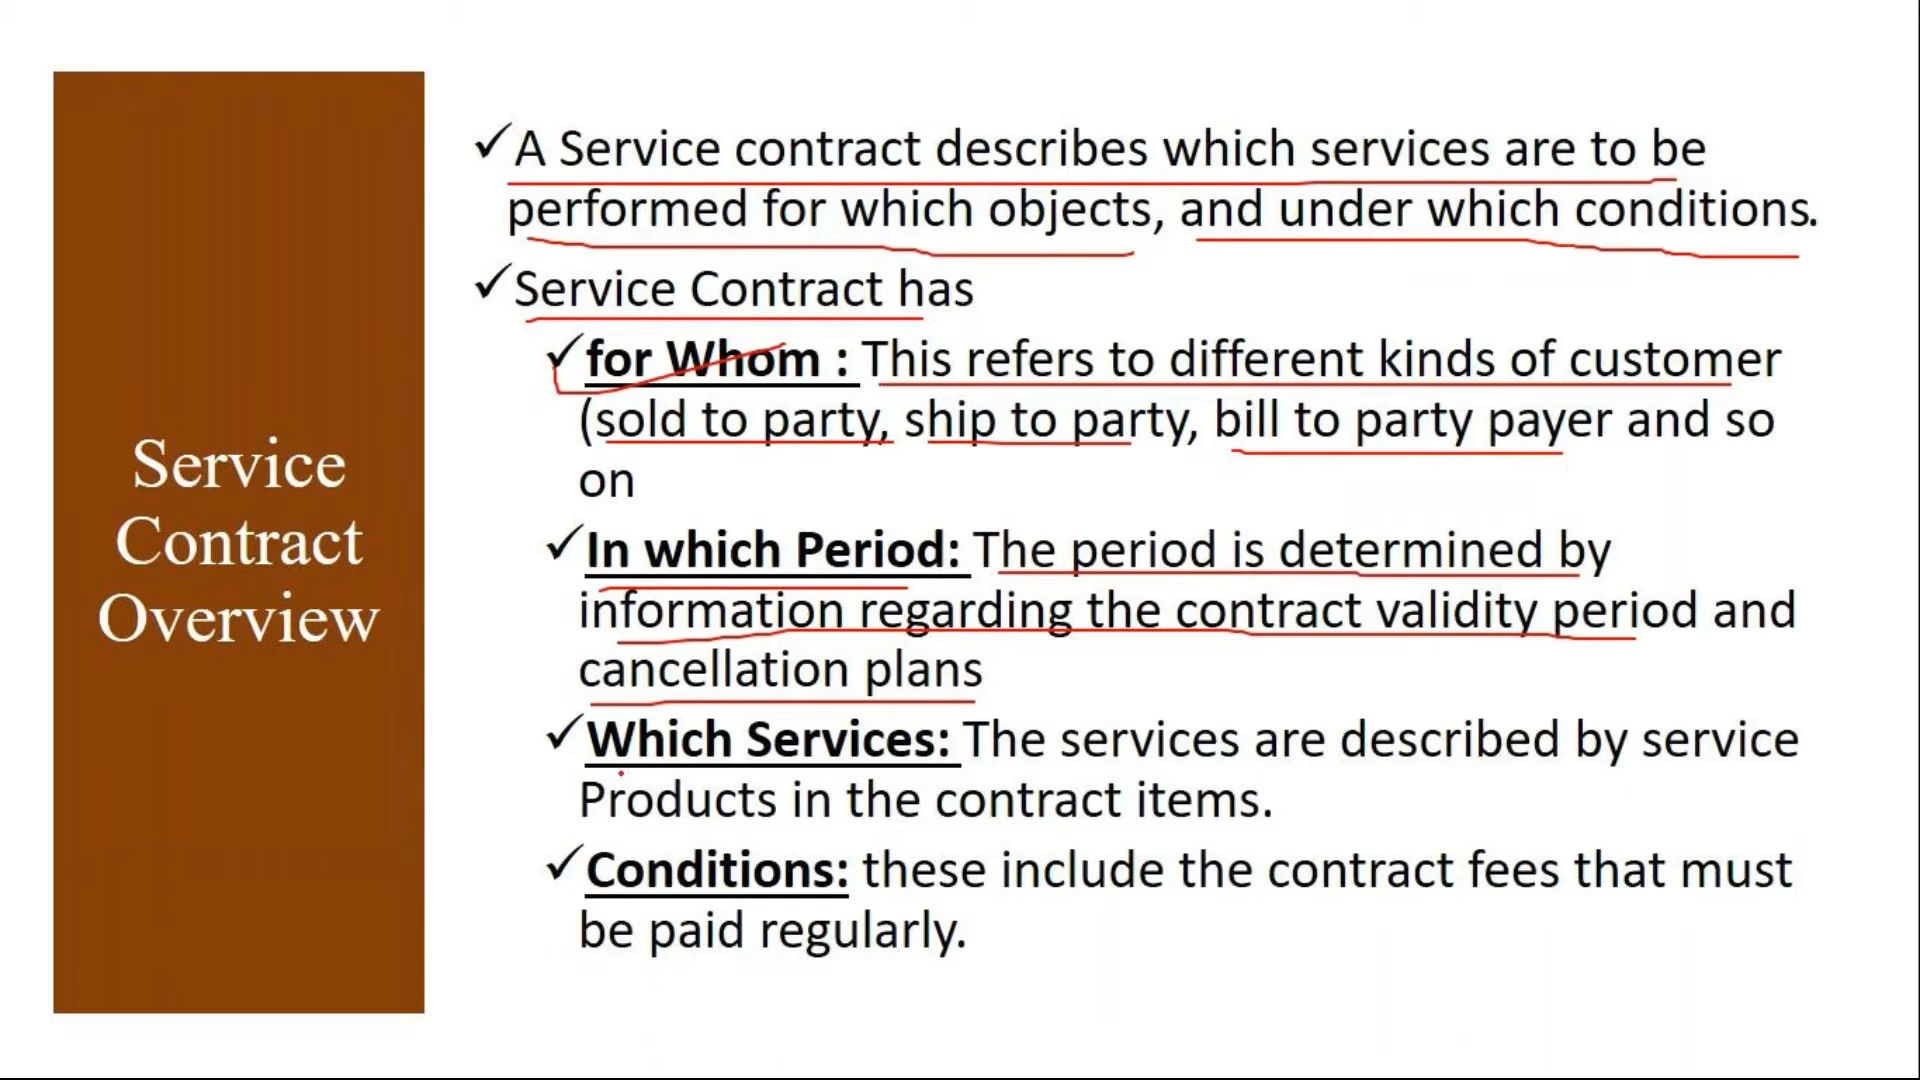 Service
Contract
Overview
✓A Service contract describes which services are to be
performed for which objects, and under which conditions.
✓Service Contract has
✓for Whom : This refers to different kinds of customer
(sold to party, ship to party, bill to party payer and so
on
✓In which Period: The period is determined by
information regarding the contract validity period and
cancellation plans
✓Which Services: The services are described by service
Products in the contract items.
✓Conditions: these include the contract fees that must
be paid regularly.